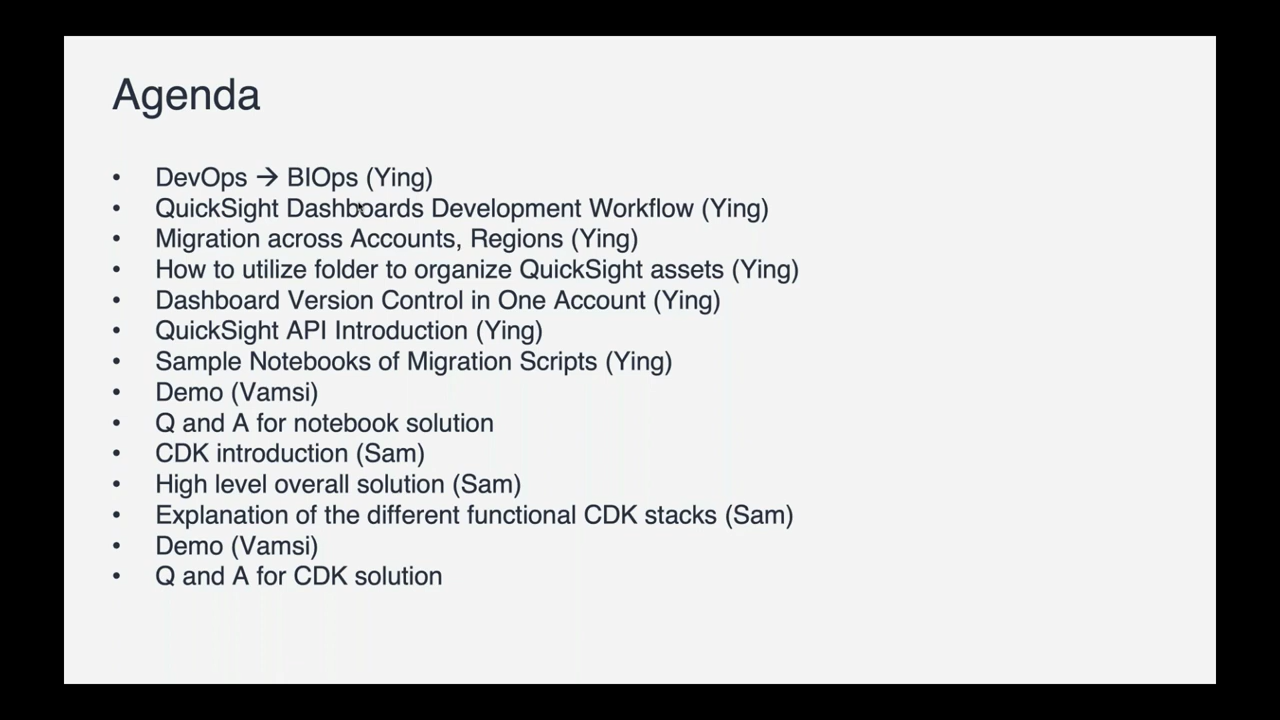 Agenda
• DevOps → BIOps (Ying)
• QuickSight Dashboards Development Workflow (Ying)
• Migration across Accounts, Regions (Ying)
• How to utilize folder to organize QuickSight assets (Ying)
• Dashboard Version Control in One Account (Ying)
• QuickSight API Introduction (Ying)
• Sample Notebooks of Migration Scripts (Ying)
• Demo (Vamsi)
• Q and A for notebook solution
• CDK introduction (Sam)
• High level overall solution (Sam)
• Explanation of the different functional CDK stacks (Sam)
• Demo (Vamsi)
• Q and A for CDK solution